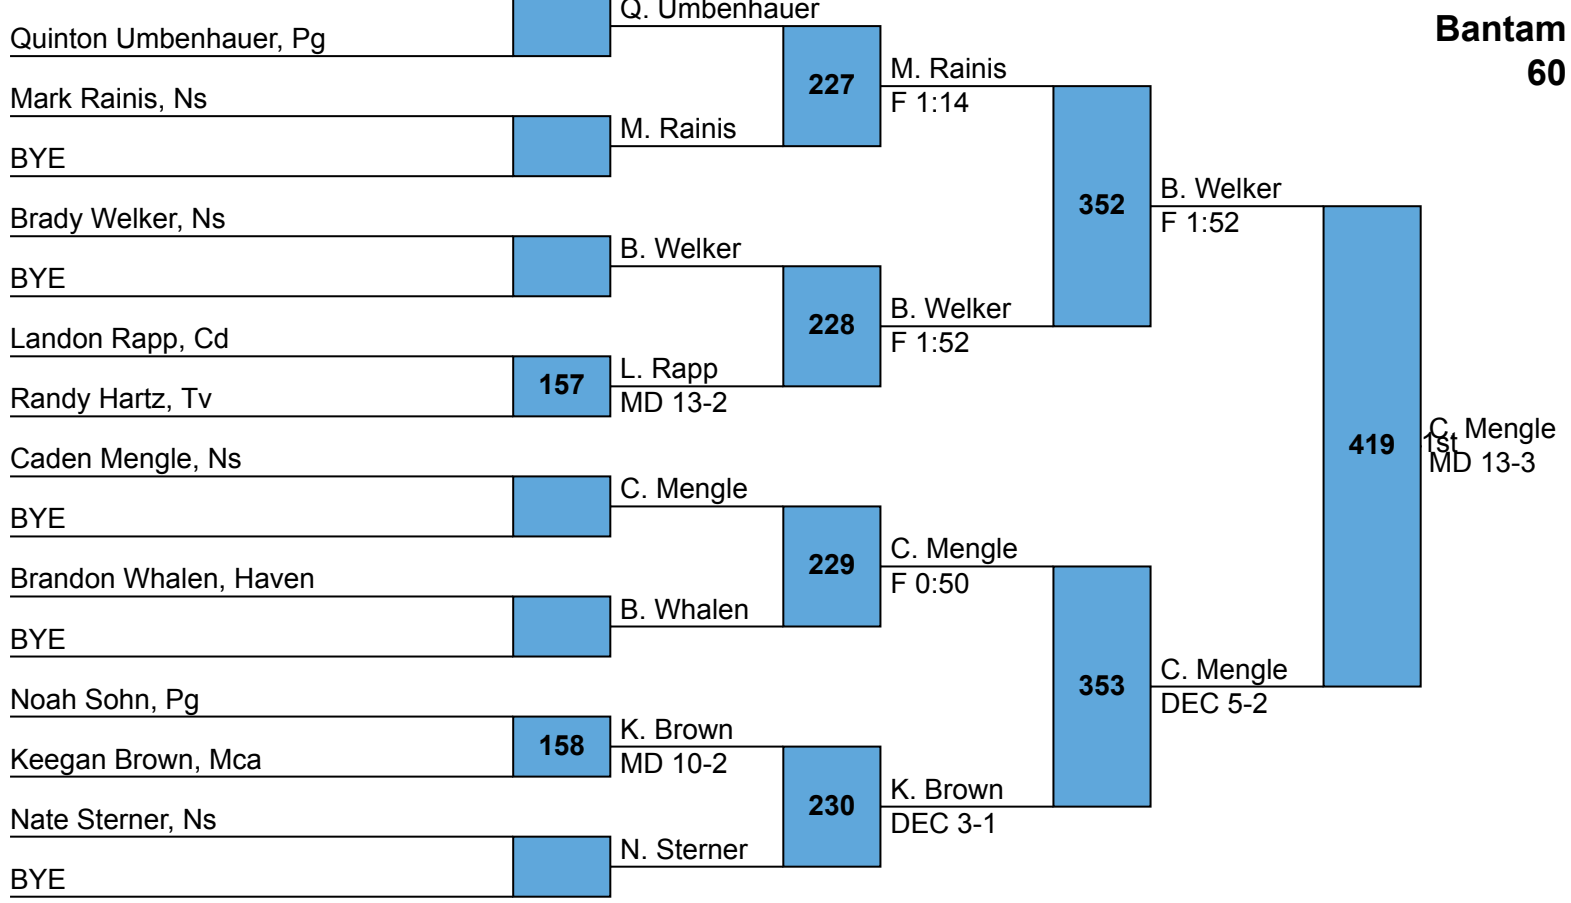 Q. Umbenhauer
Bantam
60
Quinton Umbenhauer, Pg
227
M. Rainis
F 1:14
Mark Rainis, Ns
M. Rainis
BYE
352
B. Welker
F 1:52
Brady Welker, Ns
B. Welker
BYE
228
B. Welker
F 1:52
Landon Rapp, Cd
157
L. Rapp
MD 13-2
Randy Hartz, Tv
419
1st
C. Mengle
MD 13-3
Caden Mengle, Ns
C. Mengle
BYE
229
C. Mengle
F 0:50
Brandon Whalen, Haven
B. Whalen
BYE
353
C. Mengle
DEC 5-2
Noah Sohn, Pg
158
K. Brown
MD 10-2
Keegan Brown, Mca
230
K. Brown
DEC 3-1
Nate Sterner, Ns
N. Sterner
BYE